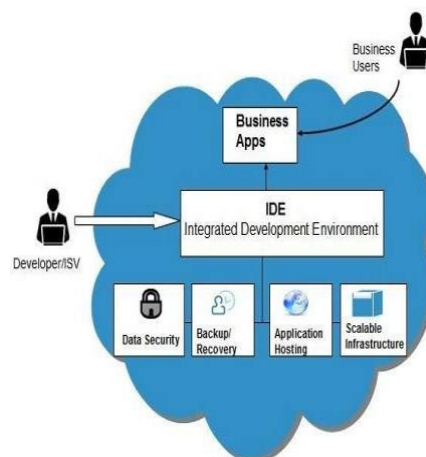 Business
Users
Business
Apps
IDE
Integrated Development Environment
Developer/ISV
Data Security
Backup/
Recovery
Application
Hosting
Scalable
Infrastructure